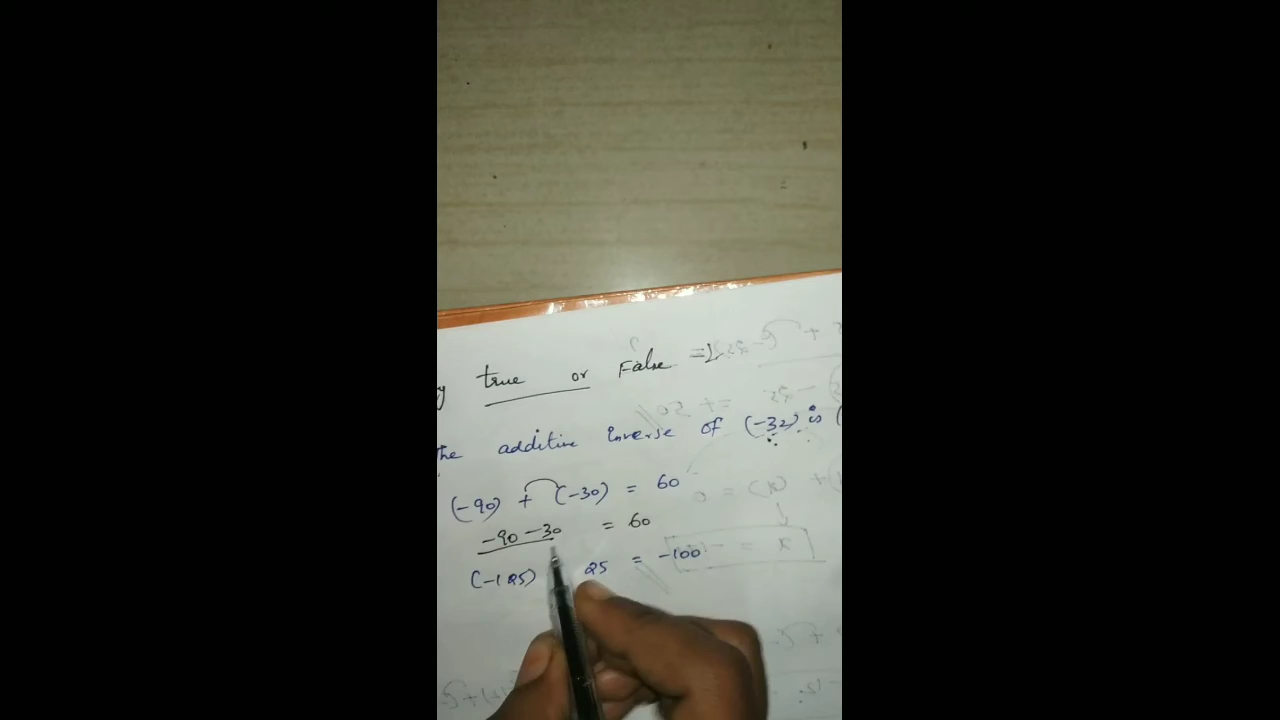 true or False =>
the additive inverse of (-32) is (
(-90) + (-30) = 60
-90 -30 = 60
(-125) 25 = -100